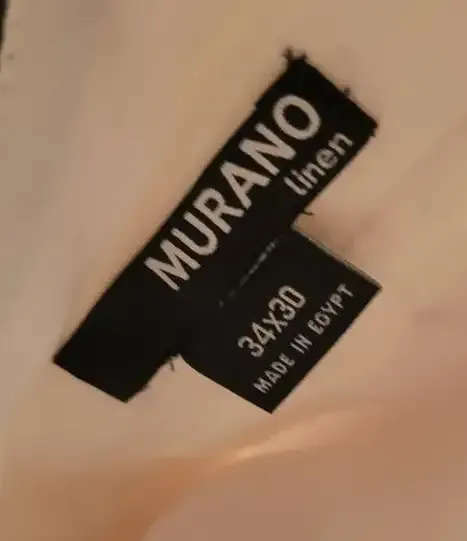 MURANO
linen
34X30
MADE IN EGYPT